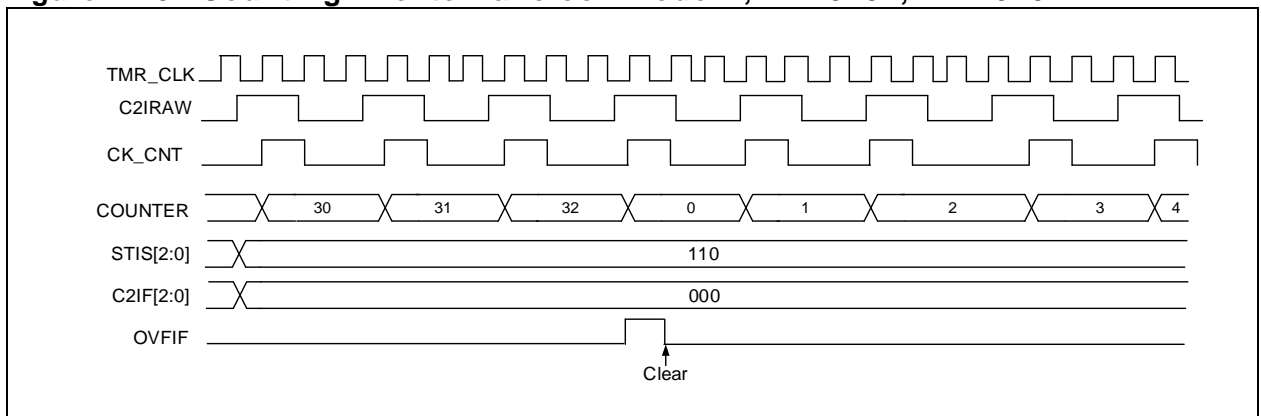 TMR_CLK
C2IRAW
CK_CNT
COUNTER 30 31 32 0 1 2 3 4
STIS[2:0] 110
C2IF[2:0] 000
OVFIF
Clear